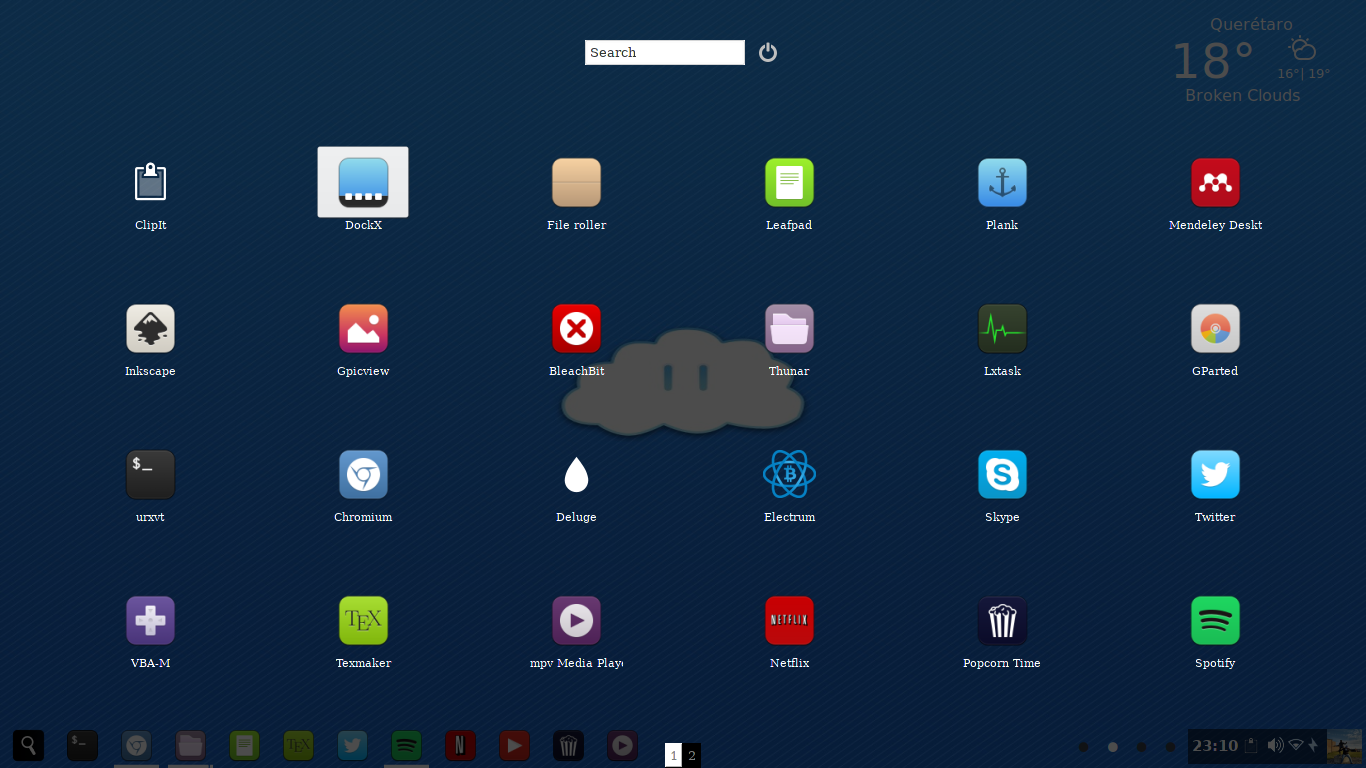 Querétaro
Search
18°
16°| 19°
Broken Clouds
ClipIt
DockX
File roller
Leafpad
Plank
Mendeley Deskt
Inkscape
Gpicview
BleachBit
Thunar
Lxtask
GParted
$_
urxvt
Chromium
Deluge
Electrum
Skype
Twitter
TEX
NETFLIX
VBA-M
Texmaker
mpv Media Playe
Netflix
Popcorn Time
Spotify
$_
TEX
N
1 2
23:10